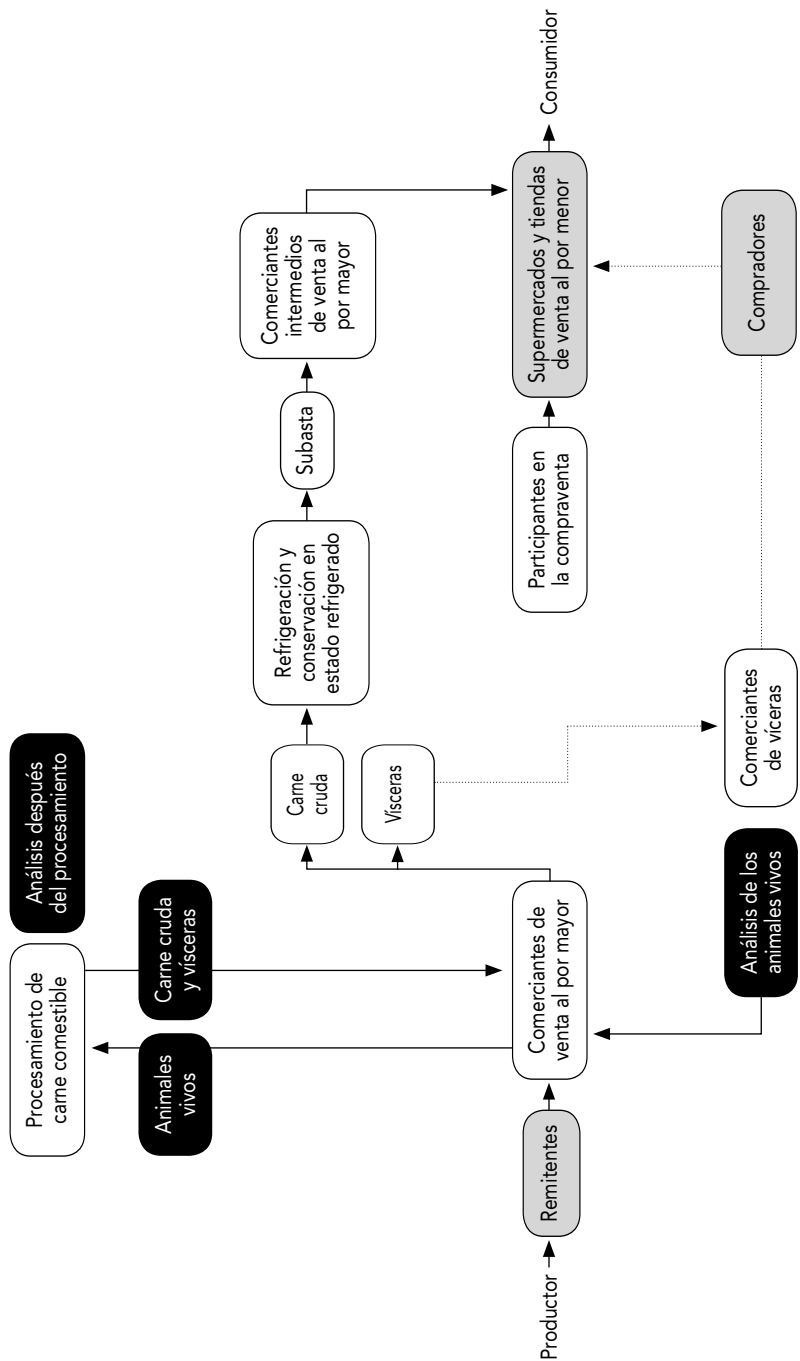 Procesamiento de
carne comestible
Análisis después
del procesamiento
Animales
vivos
Carne cruda
y vísceras
Carne
cruda
Refrigeración y
conservación en
estado refrigerado
Subasta
Comerciantes
intermedios
de venta al
por mayor
Vísceras
Productor
Remitentes
Comerciantes de
venta al por mayor
Participantes en
la compraventa
Supermercados y tiendas
de venta al por menor
Consumidor
Análisis de los
animales vivos
Comerciantes
de víceras
Compradores